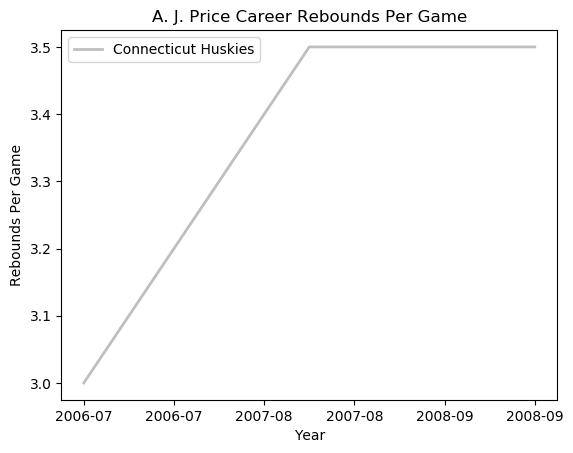 A. J. Price Career Rebounds Per Game
Connecticut Huskies
3.5
3.4
3.3
3.2
3.1
3.0
Rebounds Per Game
2006-07 2006-07 2007-08 2007-08 2008-09 2008-09
Year